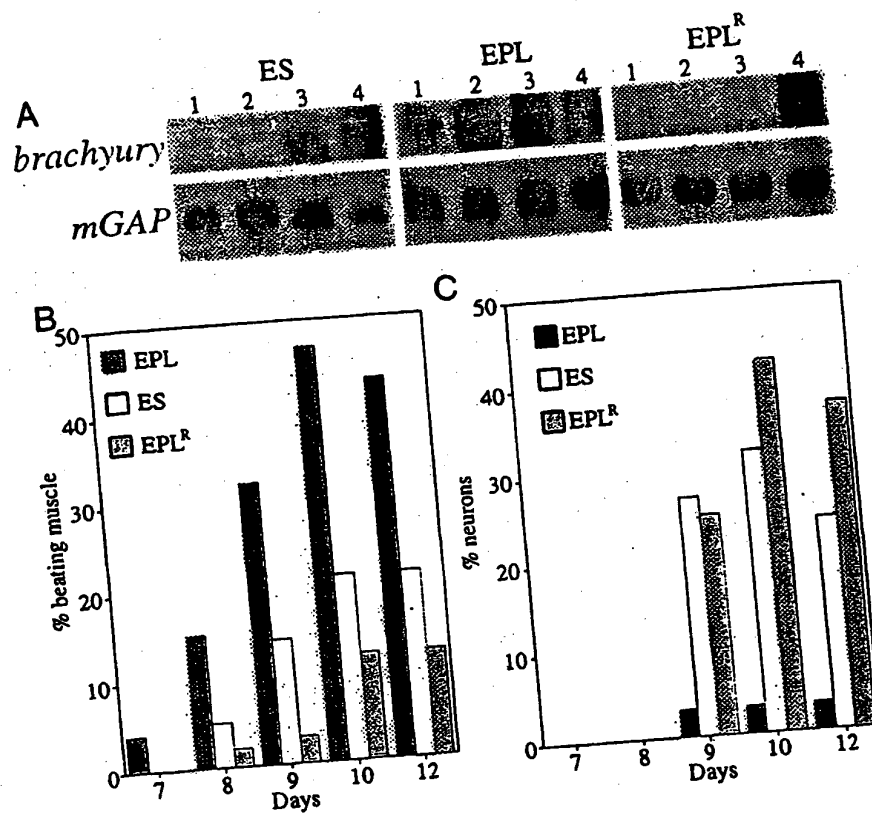 A
ES
EPL
EPL^R
1 2 3 4
1 2 3 4
1 2 3 4
brachyury
mGAP
B
50
40
30
20
10
0
% beating muscle
EPL
ES
EPL^R
7 8 9 10 12
Days
C
50
40
30
20
10
0
% neurons
EPL
ES
EPL^R
7 8 9 10 12
Days